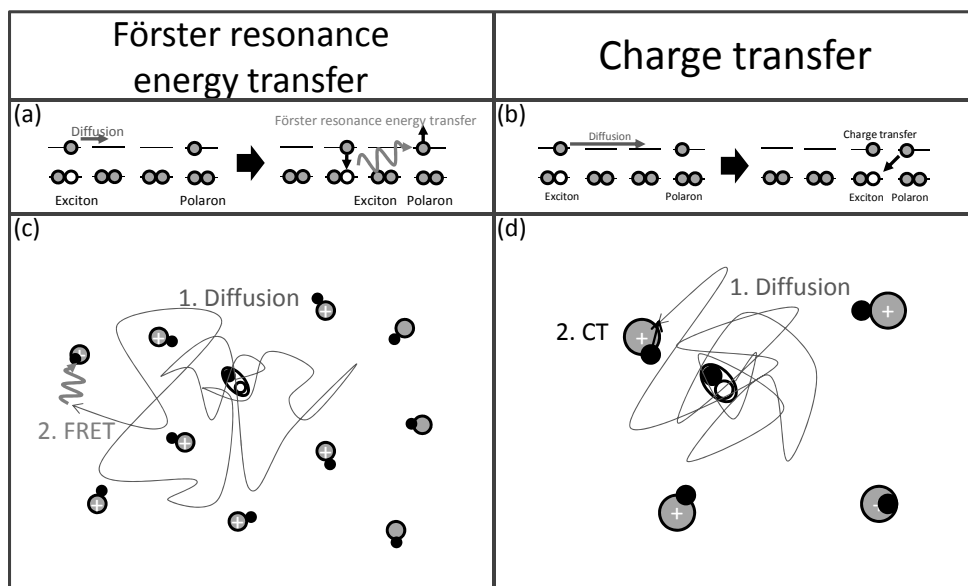 Förster resonance
energy transfer
Charge transfer
(a)
Diffusion
Förster resonance energy transfer
Exciton
Polaron
Exciton
Polaron
(b)
Diffusion
Charge transfer
Exciton
Polaron
Exciton
Polaron
(c)
1. Diffusion
2. FRET
+
+
+
+
+
+
+
(d)
1. Diffusion
2. CT
+
+
+